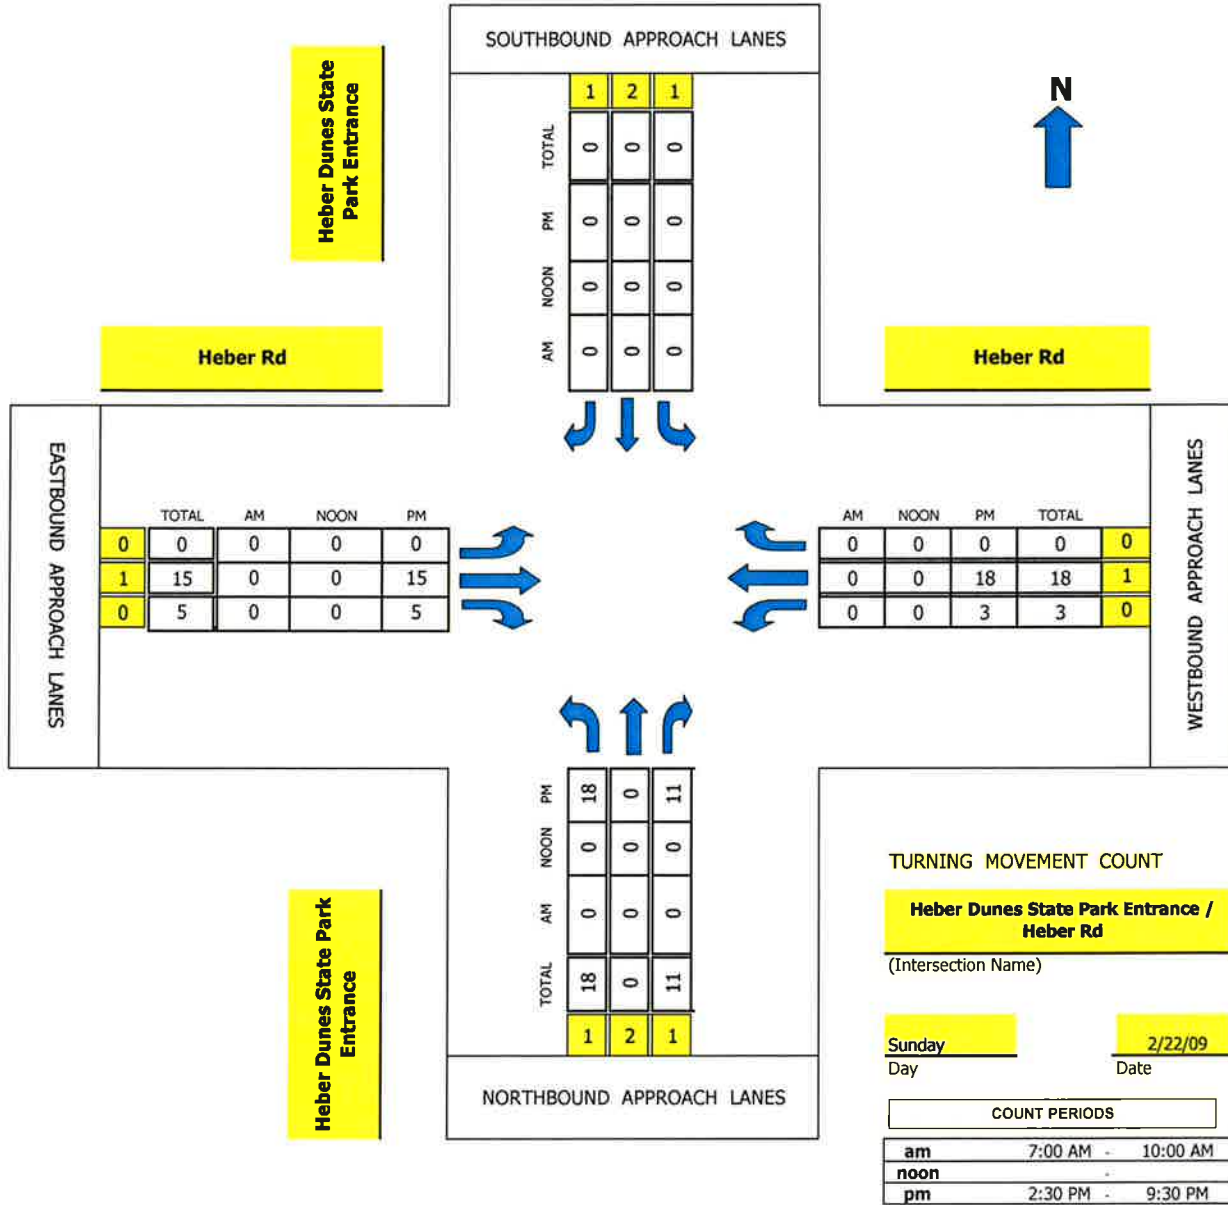 SOUTHBOUND APPROACH LANES
1 2 1
TOTAL 0 0 0
PM 0 0 0
NOON 0 0 0
AM 0 0 0
Heber Dunes State
Park Entrance
N
Heber Rd
Heber Rd
EASTBOUND APPROACH LANES
TOTAL AM NOON PM
0 0 0 0 0
1 15 0 0 15
0 5 0 0 5
AM NOON PM TOTAL
0 0 0 0 0
0 0 18 18 1
0 0 3 3 0
WESTBOUND APPROACH LANES
PM 18 0 11
NOON 0 0 0
AM 0 0 0
TOTAL 18 0 11
1 2 1
NORTHBOUND APPROACH LANES
Heber Dunes State Park
Entrance
TURNING MOVEMENT COUNT
Heber Dunes State Park Entrance /
Heber Rd
(Intersection Name)
Sunday 2/22/09
Day Date
COUNT PERIODS
am 7:00 AM - 10:00 AM
noon -
pm 2:30 PM - 9:30 PM